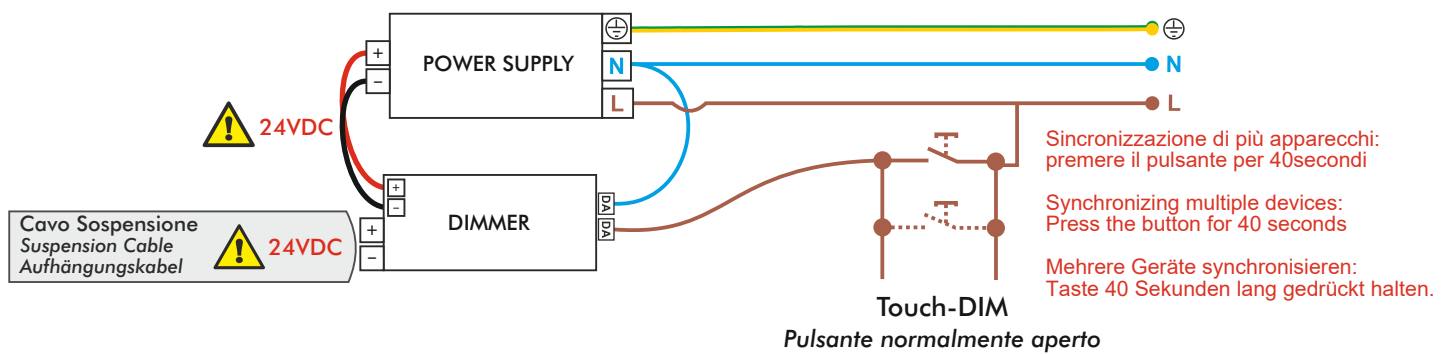 POWER SUPPLY
+
−
N
L
N
L
24VDC
DIMMER
+
−
+
−
DA
DA
Cavo Sospensione
Suspension Cable
Aufhängungskabel
24VDC
Sincronizzazione di più apparecchi:
premere il pulsante per 40secondi
Synchronizing multiple devices:
Press the button for 40 seconds
Mehrere Geräte synchronisieren:
Taste 40 Sekunden lang gedrückt halten.
Touch-DIM
Pulsante normalmente aperto